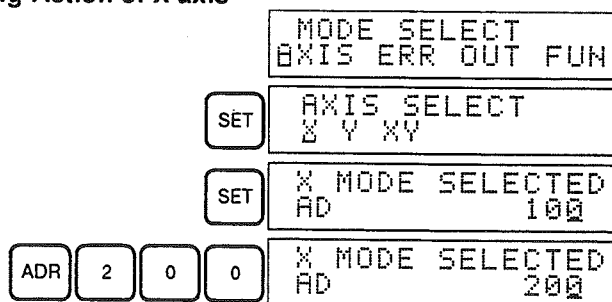 Action of X-axis
MODE SELECT
AXIS ERR OUT FUN
SET
AXIS SELECT
X Y XY
SET
X MODE SELECTED
AD 100
ADR 2 0 0
X MODE SELECTED
AD 200